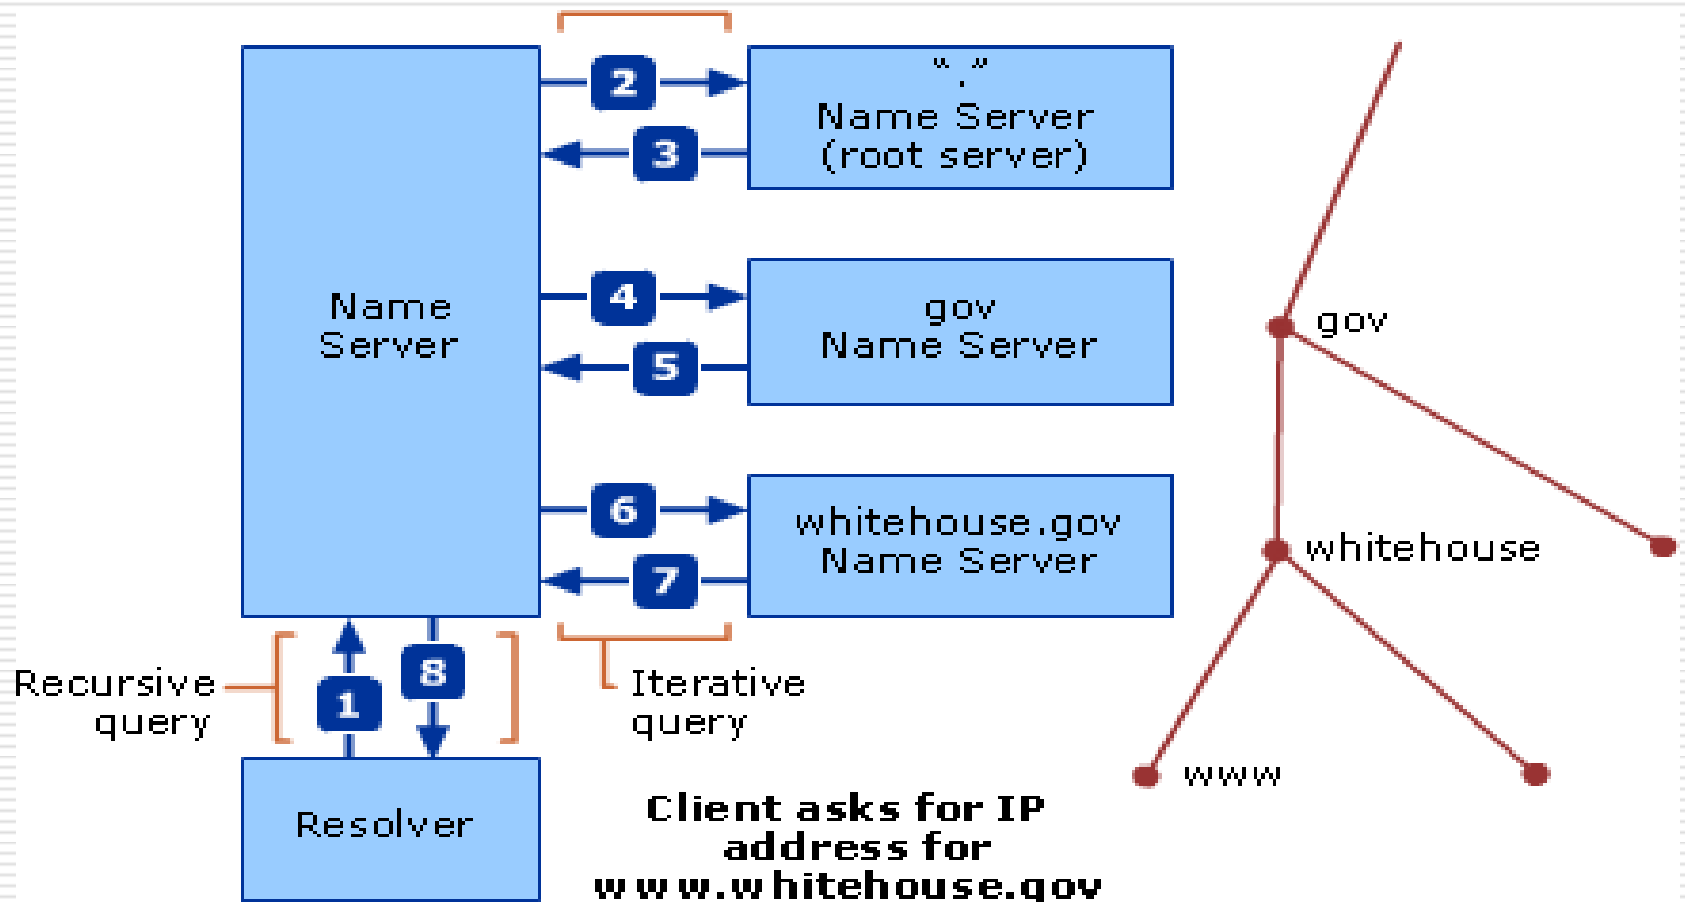 2
“.”
Name Server
(root server)
3
Name
Server
4
gov
Name Server
5
6
whitehouse.gov
Name Server
7
Recursive
query
1
8
Iterative
query
Resolver
Client asks for IP
address for
www.whitehouse.gov
gov
whitehouse
www